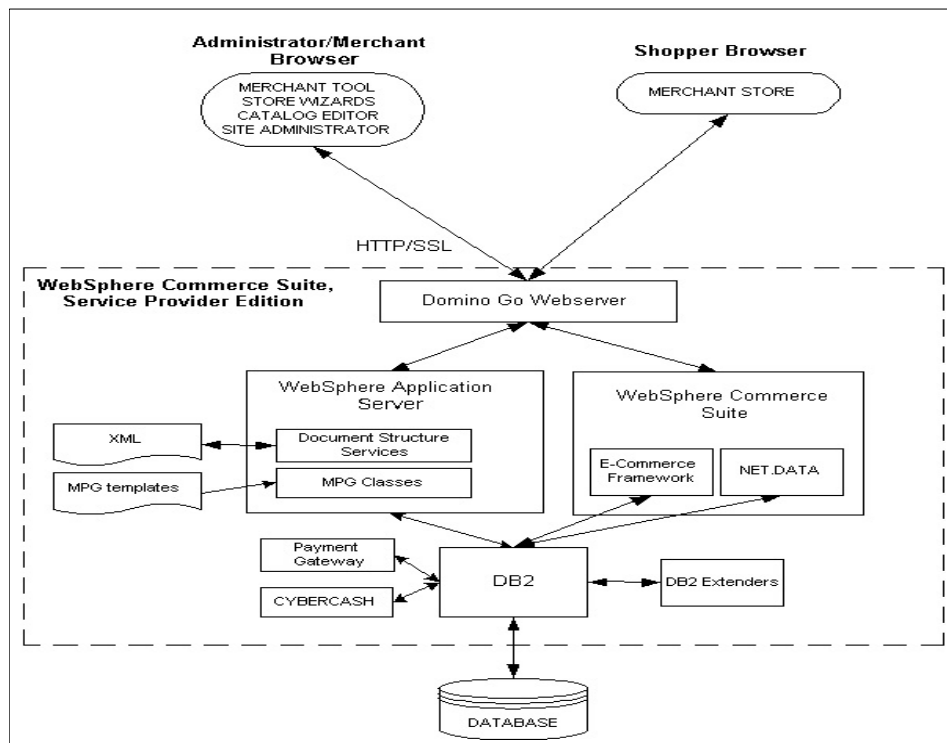 Administrator/Merchant
Browser
Shopper Browser
MERCHANT TOOL
STORE WIZARDS
CATALOG EDITOR
SITE ADMINISTRATOR
MERCHANT STORE
HTTP/SSL
WebSphere Commerce Suite,
Service Provider Edition
Domino Go Webserver
WebSphere Application
Server
WebSphere Commerce
Suite
XML
Document Structure
Services
MPG templates
MPG Classes
E-Commerce
Framework
NET.DATA
Payment
Gateway
CYBERCASH
DB2
DB2 Extenders
DATABASE